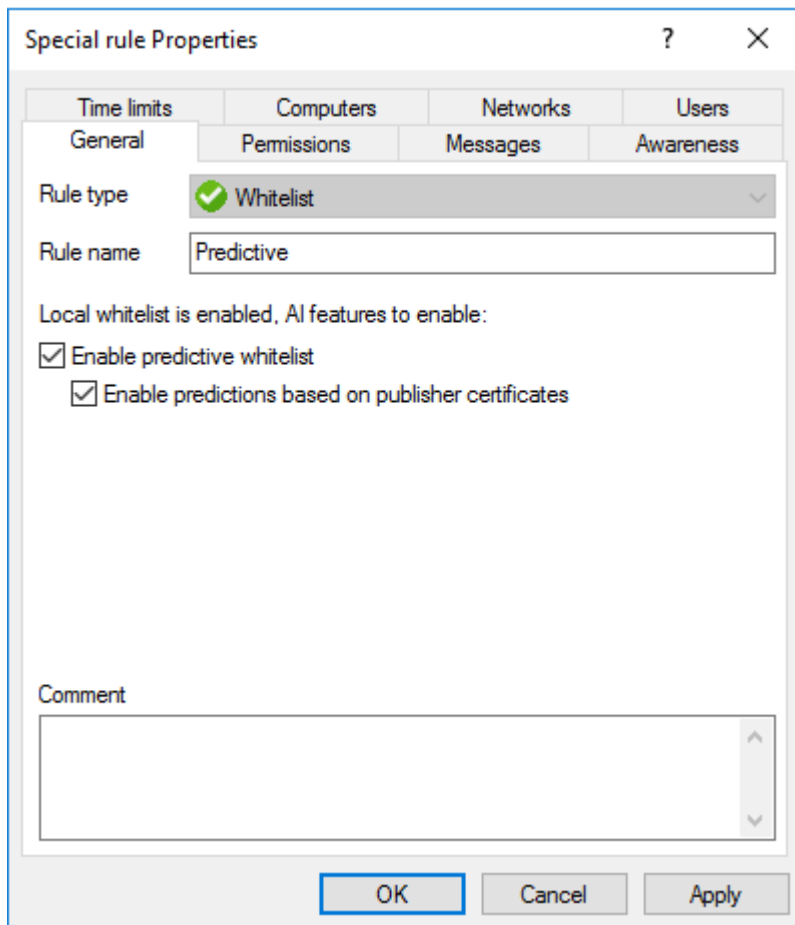 Special rule Properties ? X
Time limits Computers Networks Users
General Permissions Messages Awareness
Rule type Whitelist
Rule name Predictive
Local whitelist is enabled, AI features to enable:
Enable predictive whitelist
Enable predictions based on publisher certificates
Comment
OK Cancel Apply